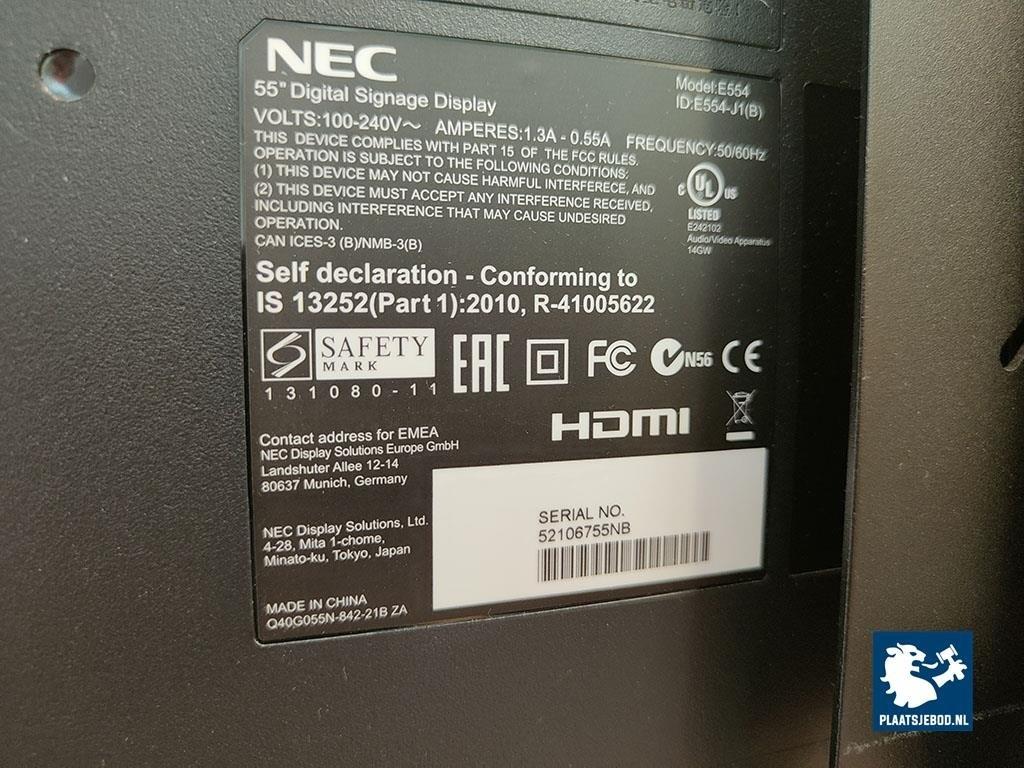 NEC
55" Digital Signage Display
Model:E554
ID:E554-J1(B)
VOLTS:100-240V～ AMPERES:1.3A - 0.55A FREQUENCY:50/60Hz
THIS DEVICE COMPLIES WITH PART 15 OF THE FCC RULES.
OPERATION IS SUBJECT TO THE FOLLOWING CONDITIONS:
(1) THIS DEVICE MAY NOT CAUSE HARMFUL INTERFERECE, AND
(2) THIS DEVICE MUST ACCEPT ANY INTERFERENCE RECEIVED,
INCLUDING INTERFERENCE THAT MAY CAUSE UNDESIRED
OPERATION.
CAN ICES-3 (B)/NMB-3(B)
C UL US
LISTED
E242102
Audio/Video Apparatus
14GW
Self declaration - Conforming to
IS 13252(Part 1):2010, R-41005622
SAFETY
MARK
131080-11
EAC FC N56 CE
HDMI
Contact address for EMEA
NEC Display Solutions Europe GmbH
Landshuter Allee 12-14
80637 Munich, Germany
NEC Display Solutions, Ltd.
4-28, Mita 1-chome,
Minato-ku, Tokyo, Japan
SERIAL NO.
52106755NB
MADE IN CHINA
Q40G055N-842-21B ZA
PLAATSJEBOD.NL